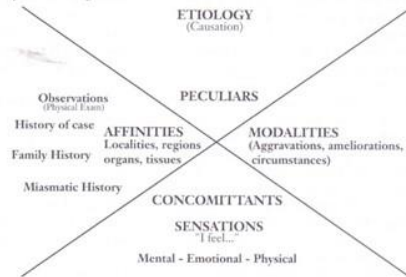 ETIOLOGY
(Causation)
PECULIARS
Observations
(Physical Exam)
History of case
Family History
Miasmatic History
AFFINITIES
Localities, regions
organs, tissues
MODALITIES
(Aggravations, ameliorations,
circumstances)
CONCOMITTANTS
SENSATIONS
"I feel..."
Mental - Emotional - Physical